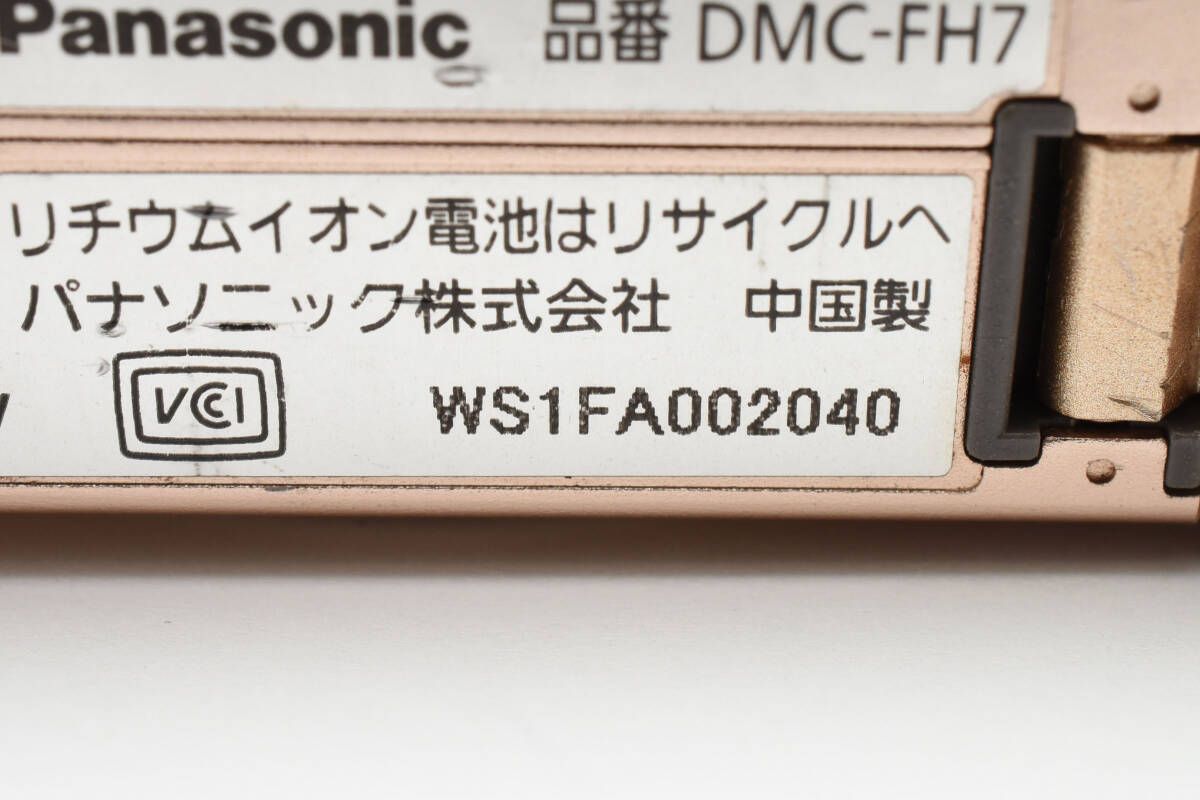 Panasonic 品番 DMC-FH7
リチウムイオン電池はリサイクルへ
パナソニック株式会社 中国製
VCCI WS1FA002040